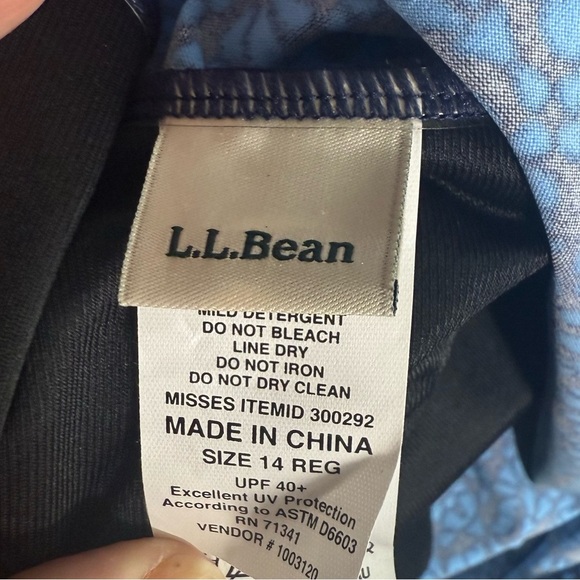 L.L.Bean
MILD DETERGENT
DO NOT BLEACH
LINE DRY
DO NOT IRON
DO NOT DRY CLEAN
MISSES ITEMID 300292
MADE IN CHINA
SIZE 14 REG
UPF 40+
Excellent UV Protection
According to ASTM D6603
RN 71341
VENDOR # 1003120